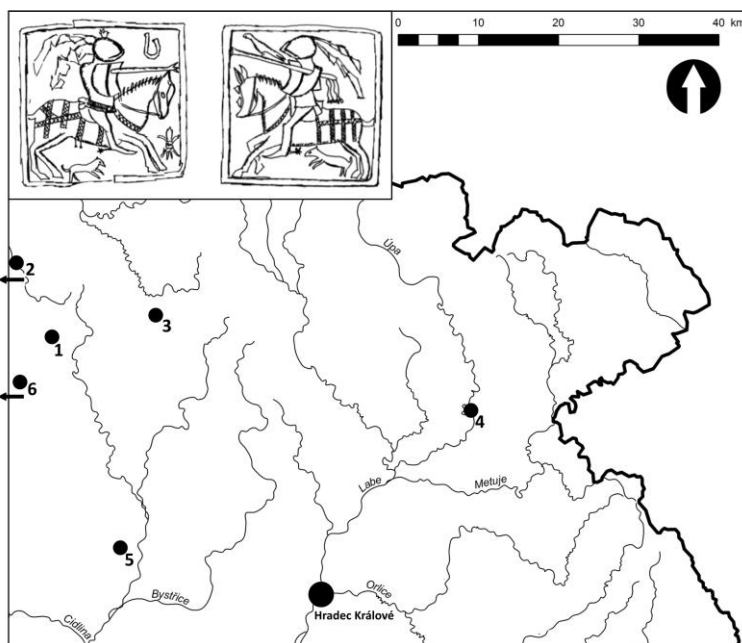 0 10 20 30 40 km
Úpa
2
3
1
6
4
Labe
Metuje
5
Bystřice
Orlice
Hradec Králové
Cidlina